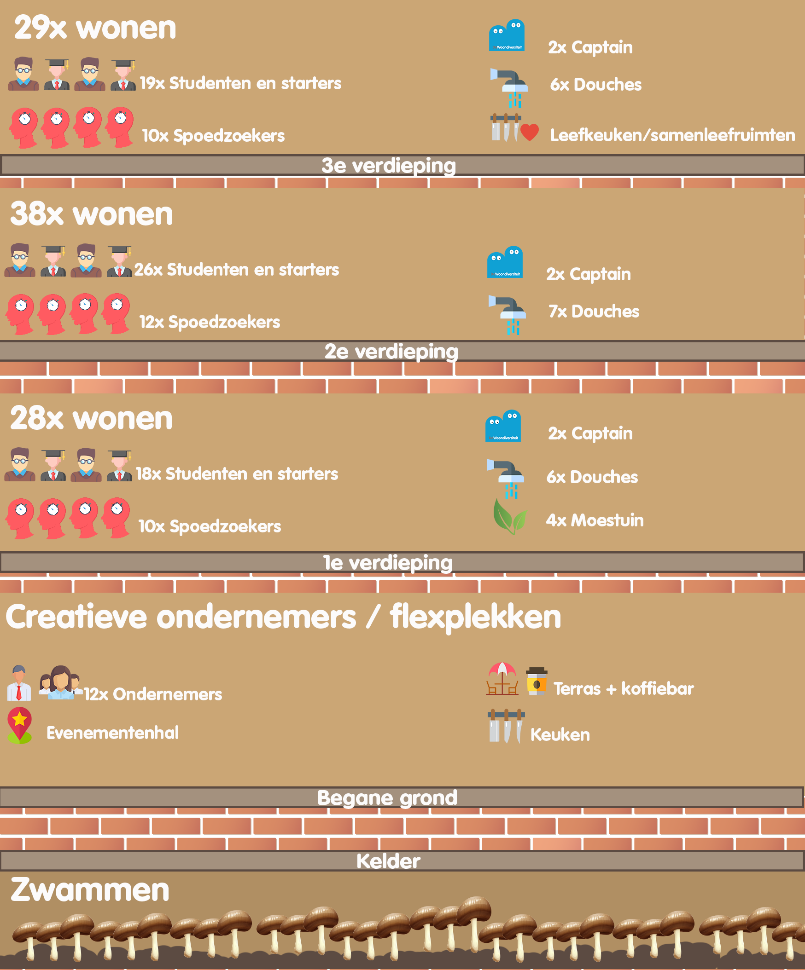 29x wonen
19x Studenten en starters
10x Spoedzoekers
2x Captain
6x Douches
Leefkeuken/samenleefruimten
3e verdieping
38x wonen
26x Studenten en starters
12x Spoedzoekers
2x Captain
7x Douches
2e verdieping
28x wonen
18x Studenten en starters
10x Spoedzoekers
2x Captain
6x Douches
4x Moestuin
1e verdieping
Creatieve ondernemers / flexplekken
12x Ondernemers
Evenementenhal
Terras + koffiebar
Keuken
Begane grond
Kelder
Zwammen